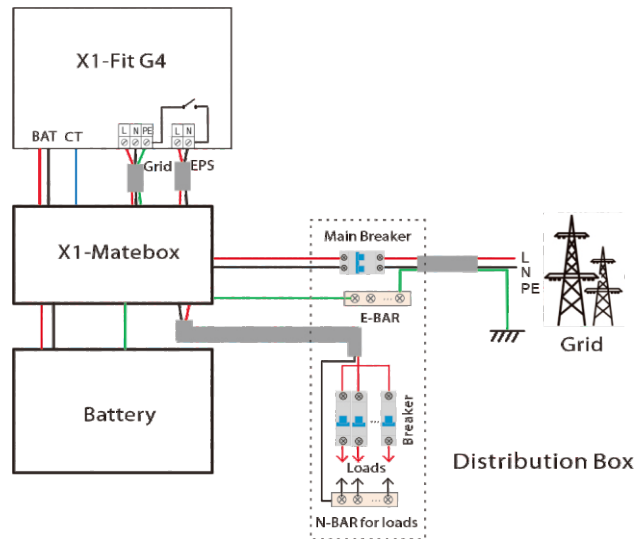 X1-Fit G4
L N PE
L N
BAT CT
Grid
EPS
X1-Matebox
Main Breaker
L
N
PE
E-BAR
Grid
Battery
Breaker
Loads
Distribution Box
N-BAR for loads